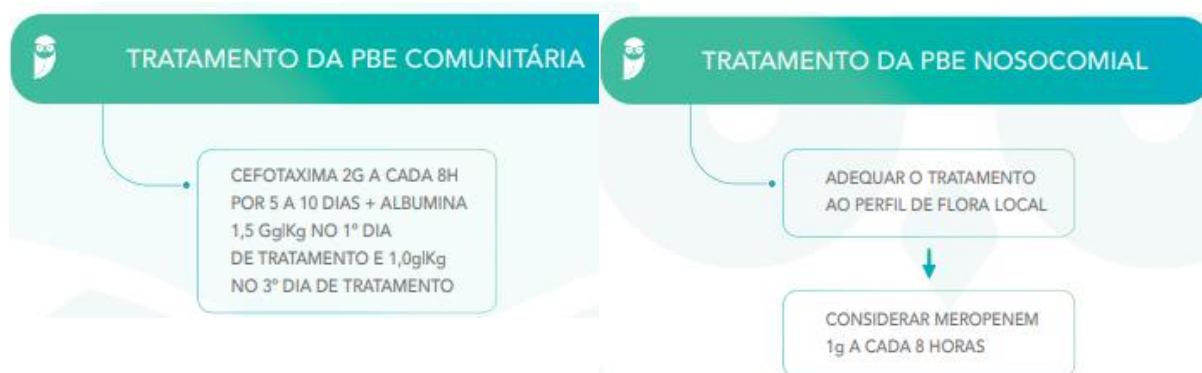 TRATAMENTO DA PBE COMUNITÁRIA
CEFOTAXIMA 2G A CADA 8H
POR 5 A 10 DIAS + ALBUMINA
1,5 Gg|Kg NO 1º DIA
DE TRATAMENTO E 1,0g|Kg
NO 3º DIA DE TRATAMENTO
TRATAMENTO DA PBE NOSOCOMIAL
ADEQUAR O TRATAMENTO
AO PERFIL DE FLORA LOCAL
CONSIDERAR MEROPENEM
1g A CADA 8 HORAS